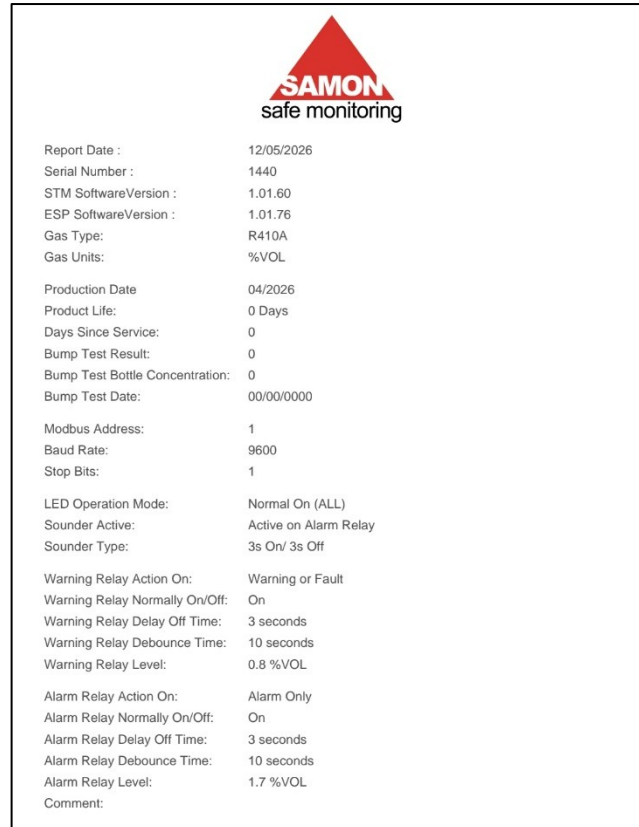 SAMON
safe monitoring
Report Date : 12/05/2026
Serial Number : 1440
STM SoftwareVersion : 1.01.60
ESP SoftwareVersion : 1.01.76
Gas Type: R410A
Gas Units: %VOL
Production Date 04/2026
Product Life: 0 Days
Days Since Service: 0
Bump Test Result: 0
Bump Test Bottle Concentration: 0
Bump Test Date: 00/00/0000
Modbus Address: 1
Baud Rate: 9600
Stop Bits: 1
LED Operation Mode: Normal On (ALL)
Sounder Active: Active on Alarm Relay
Sounder Type: 3s On/ 3s Off
Warning Relay Action On: Warning or Fault
Warning Relay Normally On/Off: On
Warning Relay Delay Off Time: 3 seconds
Warning Relay Debounce Time: 10 seconds
Warning Relay Level: 0.8 %VOL
Alarm Relay Action On: Alarm Only
Alarm Relay Normally On/Off: On
Alarm Relay Delay Off Time: 3 seconds
Alarm Relay Debounce Time: 10 seconds
Alarm Relay Level: 1.7 %VOL
Comment: